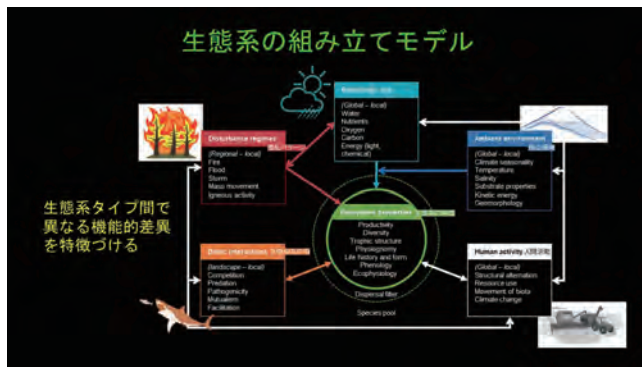 生態系の組み立てモデル
(Global – local)
Water
Nutrients
Oxygen
Carbon
Energy (light,
chemical)
Disturbance regimes
(Regional – local)
Fire
Flood
Storm
Mass movement
Igneous activity
Ambient environment
(Global – local)
Climate seasonality
Temperature
Salinity
Substrate properties
Kinetic energy
Geomorphology
生態系タイプ間で
異なる機能的差異
を特徴づける
Ecosystem properties
Productivity
Diversity
Trophic structure
Physiognomy
Life history and form
Phenology
Ecophysiology
Dispersal filter
Species pool
Biotic interactions
(landscape – local)
Competition
Predation
Pathogenicity
Mutualism
Facilitation
Human activity 人間活動
(Global – local)
Structural alternation
Resource use
Movement of biota
Climate change